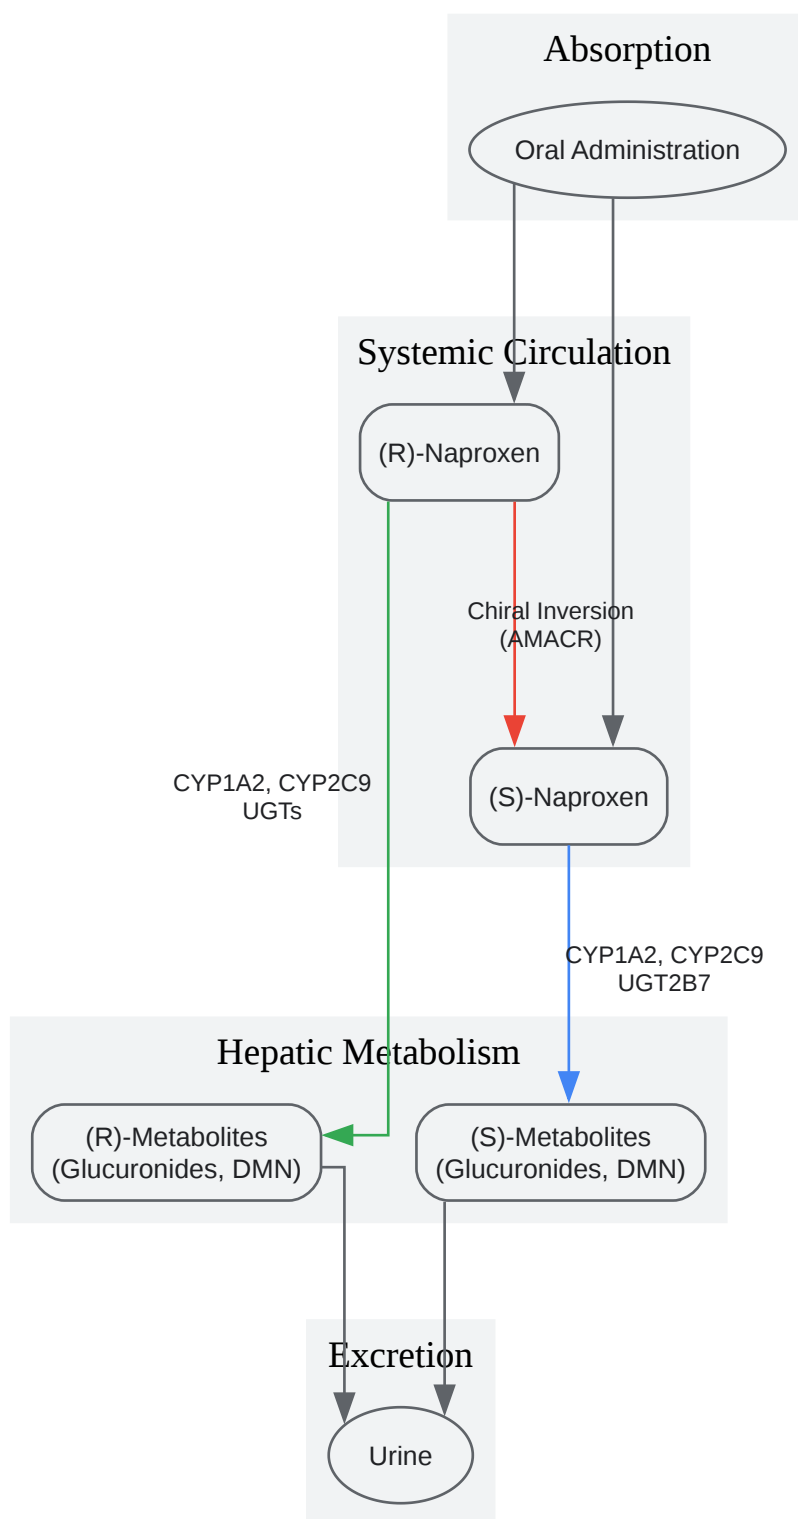 Absorption
Oral Administration
Systemic Circulation
(R)-Naproxen
Chiral Inversion
(AMACR)
CYP1A2, CYP2C9
UGTs
(S)-Naproxen
CYP1A2, CYP2C9
UGT2B7
Hepatic Metabolism
(R)-Metabolites
(Glucuronides, DMN)
(S)-Metabolites
(Glucuronides, DMN)
Excretion
Urine